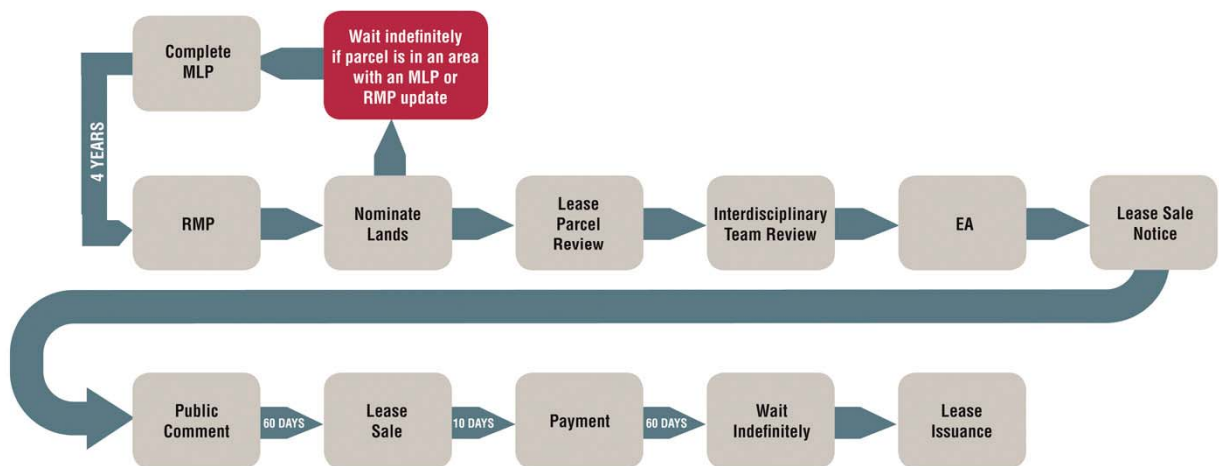 Complete
MLP
Wait indefinitely
if parcel is in an area
with an MLP or
RMP update
4 YEARS
RMP
Nominate
Lands
Lease
Parcel
Review
Interdisciplinary
Team Review
EA
Lease Sale
Notice
Public
Comment
60 DAYS
Lease
Sale
10 DAYS
Payment
60 DAYS
Wait
Indefinitely
Lease
Issuance